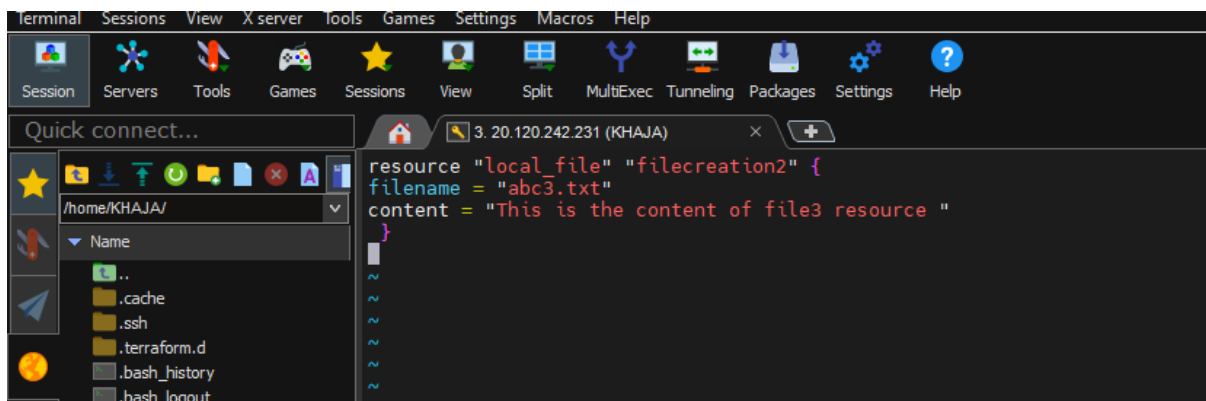 Terminal Sessions View X server Tools Games Settings Macros Help
Session Servers Tools Games Sessions View Split MultiExec Tunneling Packages Settings Help
Quick connect...
3. 20.120.242.231 (KHAJA)
/home/KHAJA/
Name
..
.cache
.ssh
.terraform.d
.bash_history
.bash_logout
resource "local_file" "filecreation2" {
filename = "abc3.txt"
content = "This is the content of file3 resource "
}
~
~
~
~
~
~